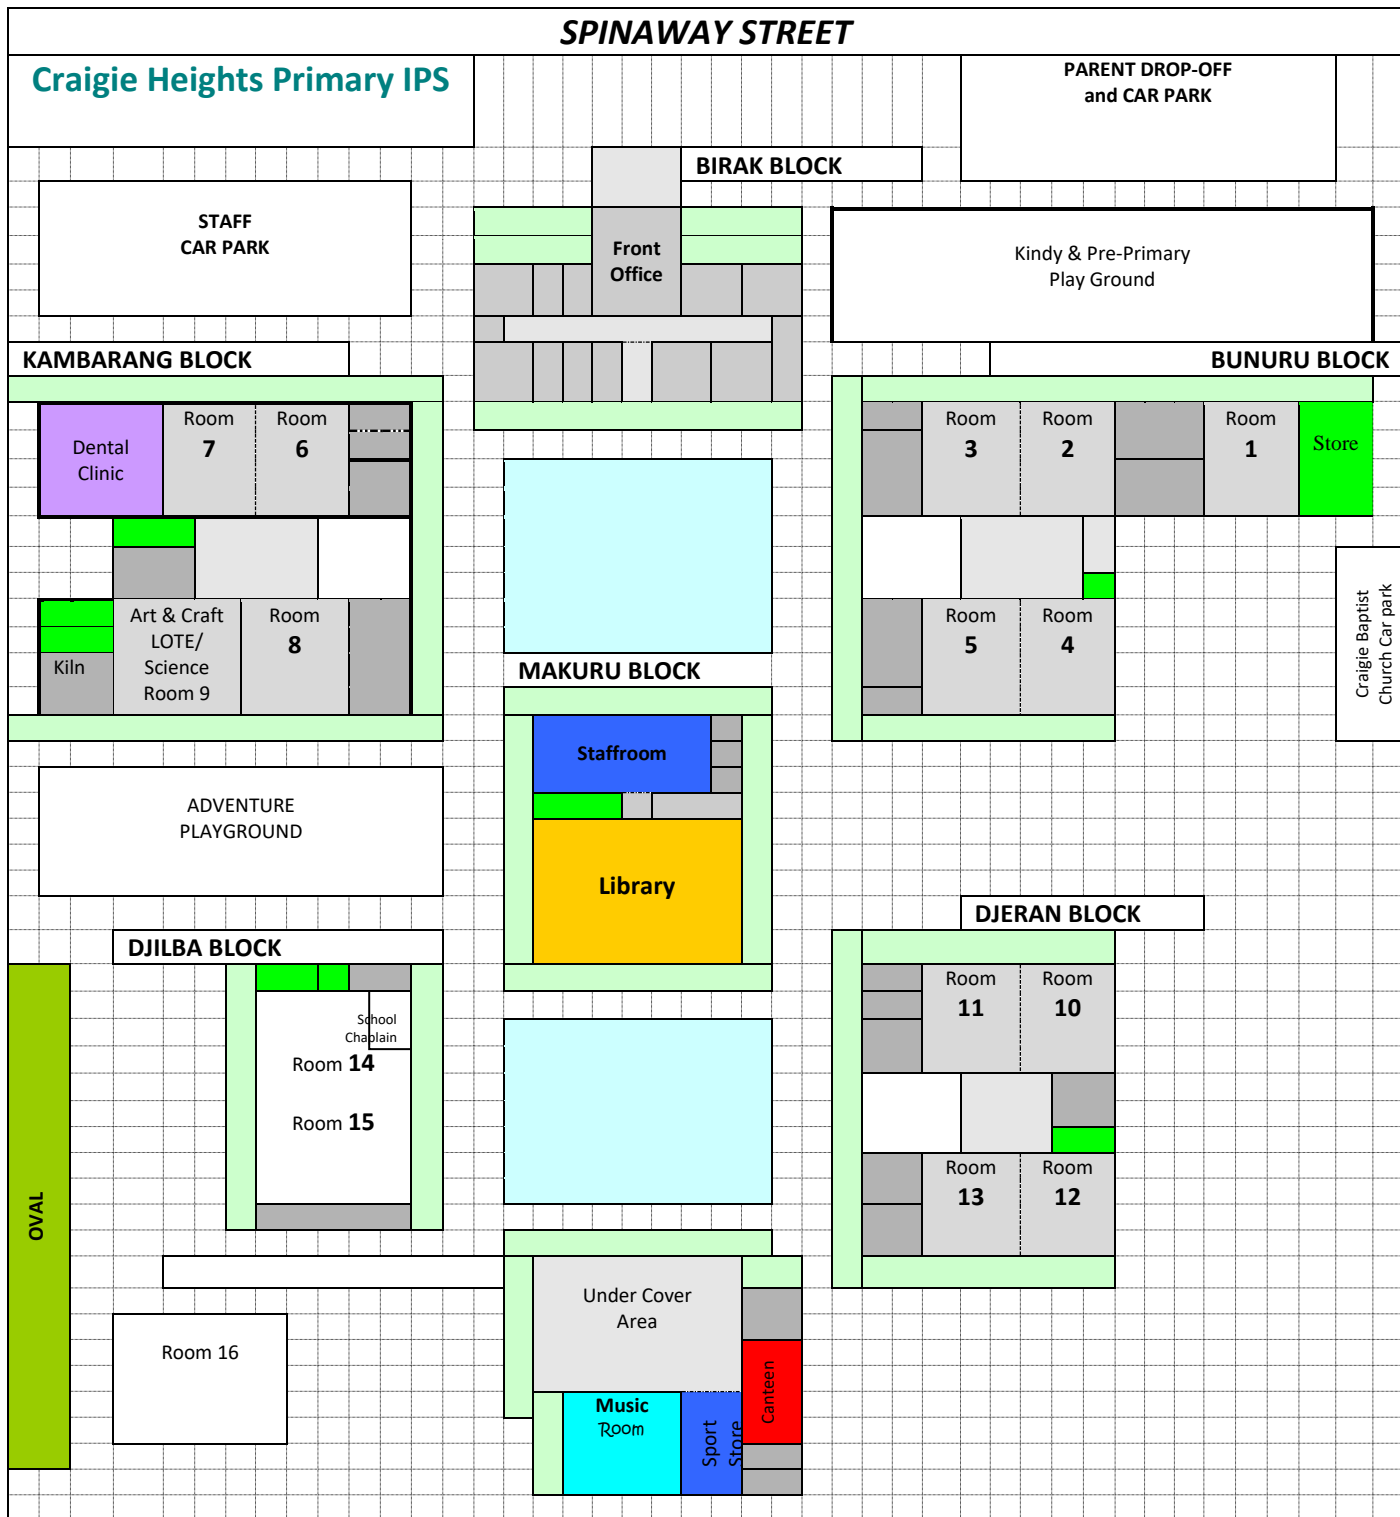 SPINAWAY STREET
Craigie Heights Primary IPS
PARENT DROP-OFF
and CAR PARK
BIRAK BLOCK
STAFF
CAR PARK
Front
Office
Kindy & Pre-Primary
Play Ground
KAMBARANG BLOCK
BUNURU BLOCK
Dental
Clinic
Room
7
Room
6
Room
3
Room
2
Room
1
Store
Kiln
Art & Craft
LOTE/
Science
Room 9
Room
8
Room
5
Room
4
Craigie Baptist
Church Car park
MAKURU BLOCK
Staffroom
Library
ADVENTURE
PLAYGROUND
DJILBA BLOCK
School
Chaplain
Room 14
Room 15
DJERAN BLOCK
Room
11
Room
10
Room
13
Room
12
OVAL
Room 16
Under Cover
Area
Music
Room
Sport
Store
Canteen